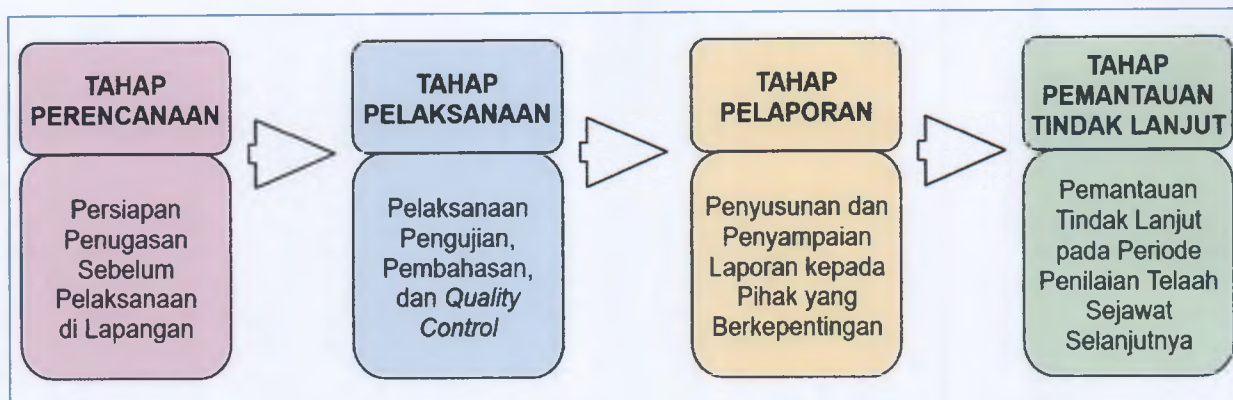 TAHAP
PERENCANAAN
Persiapan
Penugasan
Sebelum
Pelaksanaan
di Lapangan
TAHAP
PELAKSANAAN
Pelaksanaan
Pengujian,
Pembahasan,
dan Quality
Control
TAHAP
PELAPORAN
Penyusunan dan
Penyampaian
Laporan kepada
Pihak yang
Berkepentingan
TAHAP
PEMANTAUAN
TINDAK LANJUT
Pemantauan
Tindak Lanjut
pada Periode
Penilaian Telaah
Sejawat
Selanjutnya